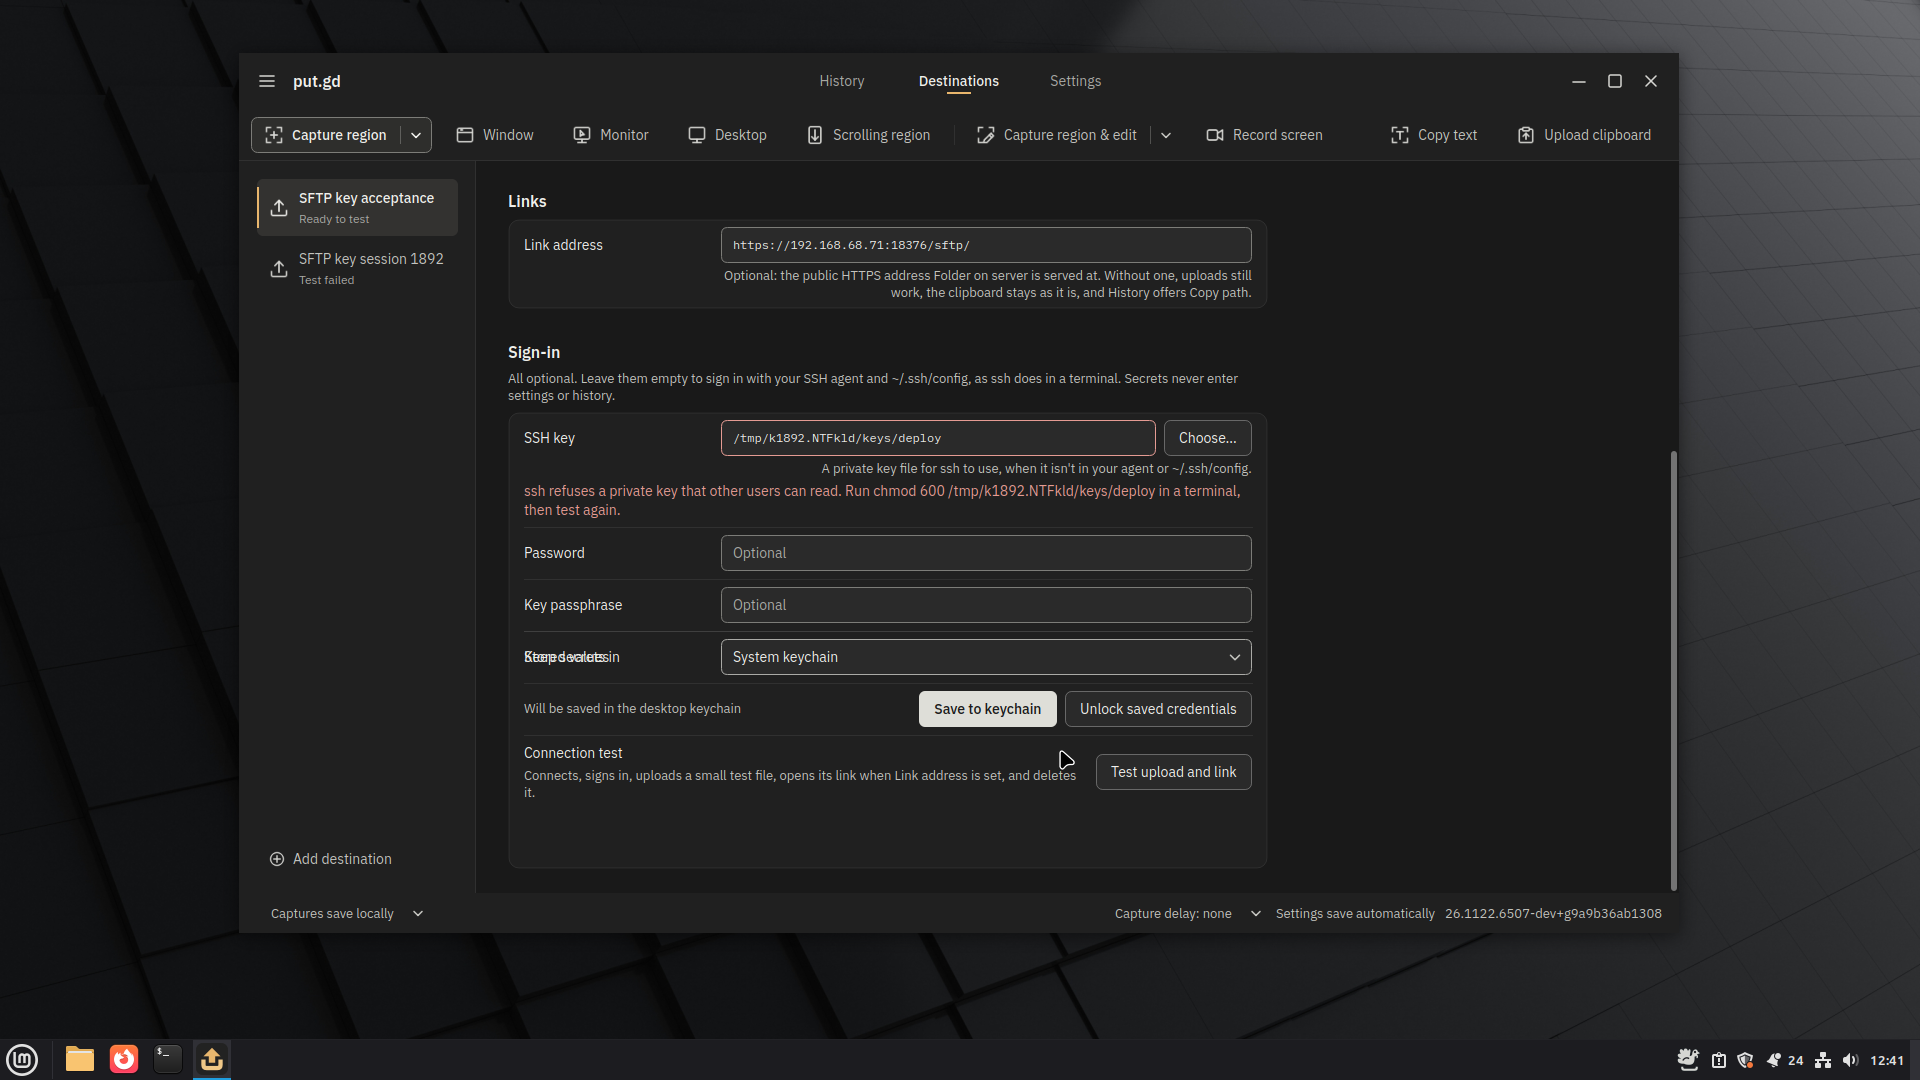 put.gd
History
Destinations
Settings
Capture region
Window
Monitor
Desktop
Scrolling region
Capture region & edit
Record screen
Copy text
Upload clipboard
SFTP key acceptance
Ready to test
SFTP key session 1892
Test failed
Add destination
Links
Link address
https://192.168.68.71:18376/sftp/
Optional: the public HTTPS address Folder on server is served at. Without one, uploads still
work, the clipboard stays as it is, and History offers Copy path.
Sign-in
All optional. Leave them empty to sign in with your SSH agent and ~/.ssh/config, as ssh does in a terminal. Secrets never enter
settings or history.
SSH key
/tmp/k1892.NTFkld/keys/deploy
Choose...
A private key file for ssh to use, when it isn't in your agent or ~/.ssh/config.
ssh refuses a private key that other users can read. Run chmod 600 /tmp/k1892.NTFkld/keys/deploy in a terminal,
then test again.
Password
Optional
Key passphrase
Optional
System keychain
Will be saved in the desktop keychain
Save to keychain
Unlock saved credentials
Connection test
Connects, signs in, uploads a small test file, opens its link when Link address is set, and deletes
it.
Test upload and link
Captures save locally
Capture delay: none
Settings save automatically
26.1122.6507-dev+g9a9b36ab1308
24
12:41